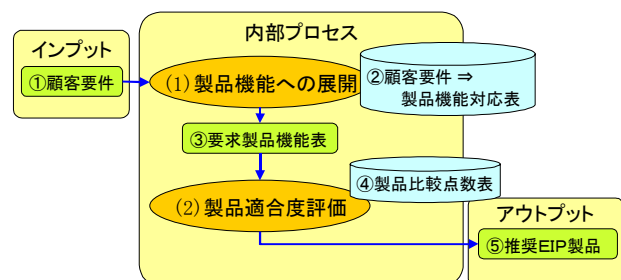 インプット
①顧客要件
内部プロセス
(1)製品機能への展開
②顧客要件 ⇒
製品機能対応表
③要求製品機能表
④製品比較点数表
(2)製品適合度評価
アウトプット
⑤推奨EIP製品